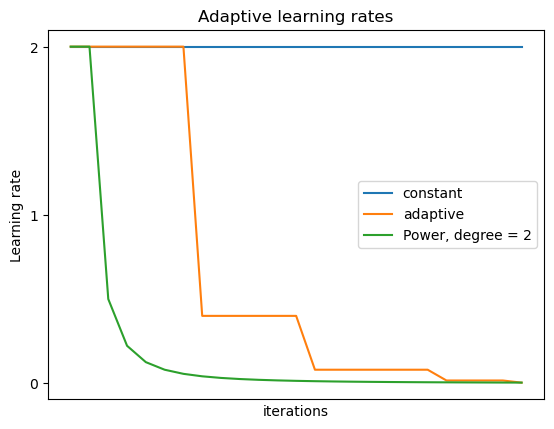 Adaptive learning rates
2
1
0
Learning rate
constant
adaptive
Power, degree = 2
iterations